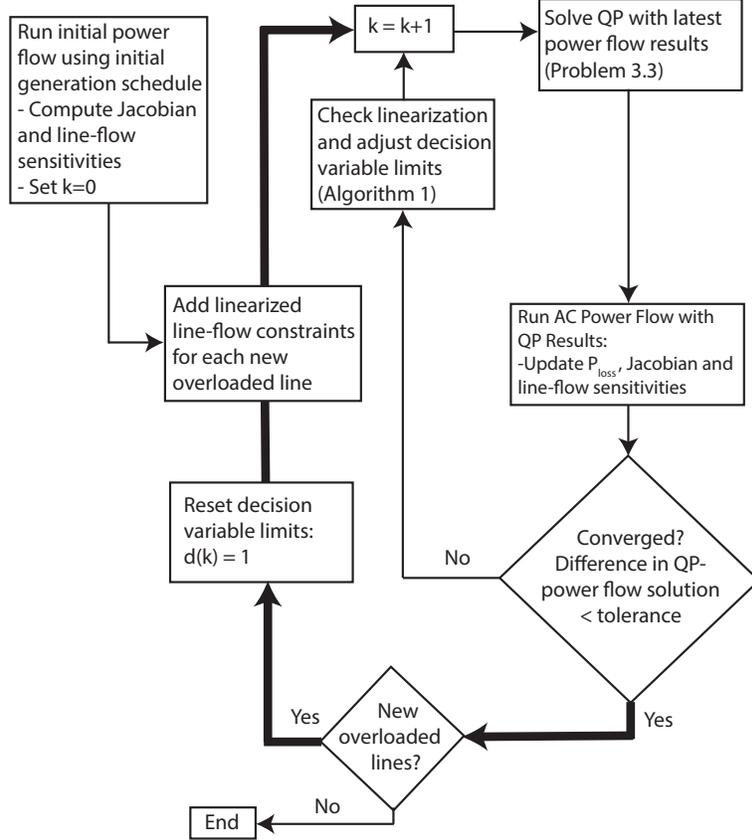 Run initial power
flow using initial
generation schedule
- Compute Jacobian
and line-flow
sensitivities
- Set k=0
k = k+1
Solve QP with latest
power flow results
(Problem 3.3)
Check linearization
and adjust decision
variable limits
(Algorithm 1)
Add linearized
line-flow constraints
for each new
overloaded line
Run AC Power Flow with
QP Results:
-Update P_loss, Jacobian and
line-flow sensitivities
Reset decision
variable limits:
d(k) = 1
Converged?
Difference in QP-
power flow solution
< tolerance
No
Yes
New
overloaded
lines?
Yes
No
End